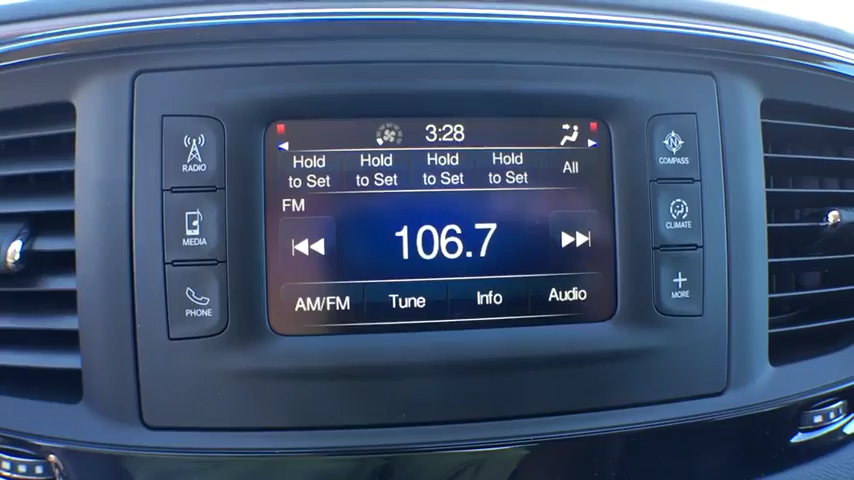 3:28
Hold to Set
Hold to Set
Hold to Set
Hold to Set
All
FM
106.7
AM/FM Tune Info Audio
RADIO
MEDIA
PHONE
N
COMPASS
CLIMATE
MORE